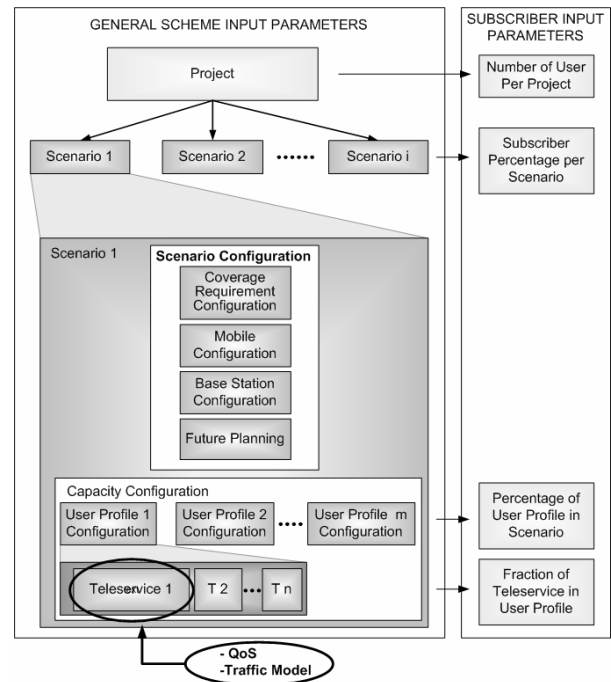 GENERAL SCHEME INPUT PARAMETERS
SUBSCRIBER INPUT
PARAMETERS
Project
Number of User
Per Project
Scenario 1
Scenario 2
......
Scenario i
Subscriber
Percentage per
Scenario
Scenario 1
Scenario Configuration
Coverage
Requirement
Configuration
Mobile
Configuration
Base Station
Configuration
Future Planning
Capacity Configuration
User Profile 1
Configuration
User Profile 2
Configuration
....
User Profile m
Configuration
Percentage of
User Profile in
Scenario
Teleservice 1
T 2
...
T n
Fraction of
Teleservice in
User Profile
- QoS
-Traffic Model